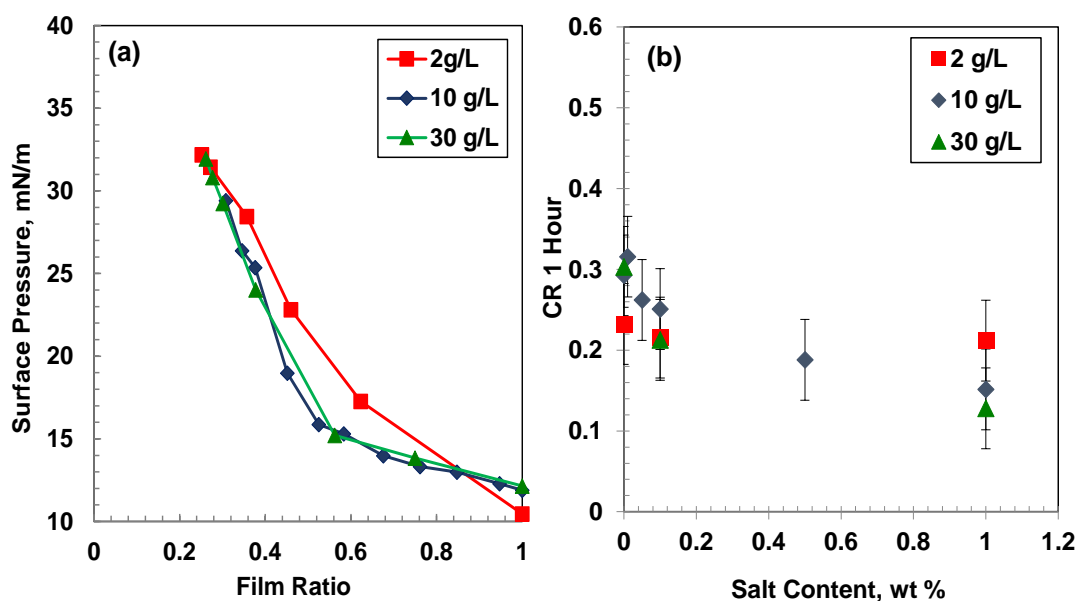 (a)
2g/L
10 g/L
30 g/L
Surface Pressure, mN/m
40
35
30
25
20
15
10
0 0.2 0.4 0.6 0.8 1
Film Ratio
(b)
2 g/L
10 g/L
30 g/L
CR 1 Hour
0.6
0.5
0.4
0.3
0.2
0.1
0
0 0.2 0.4 0.6 0.8 1 1.2
Salt Content, wt %